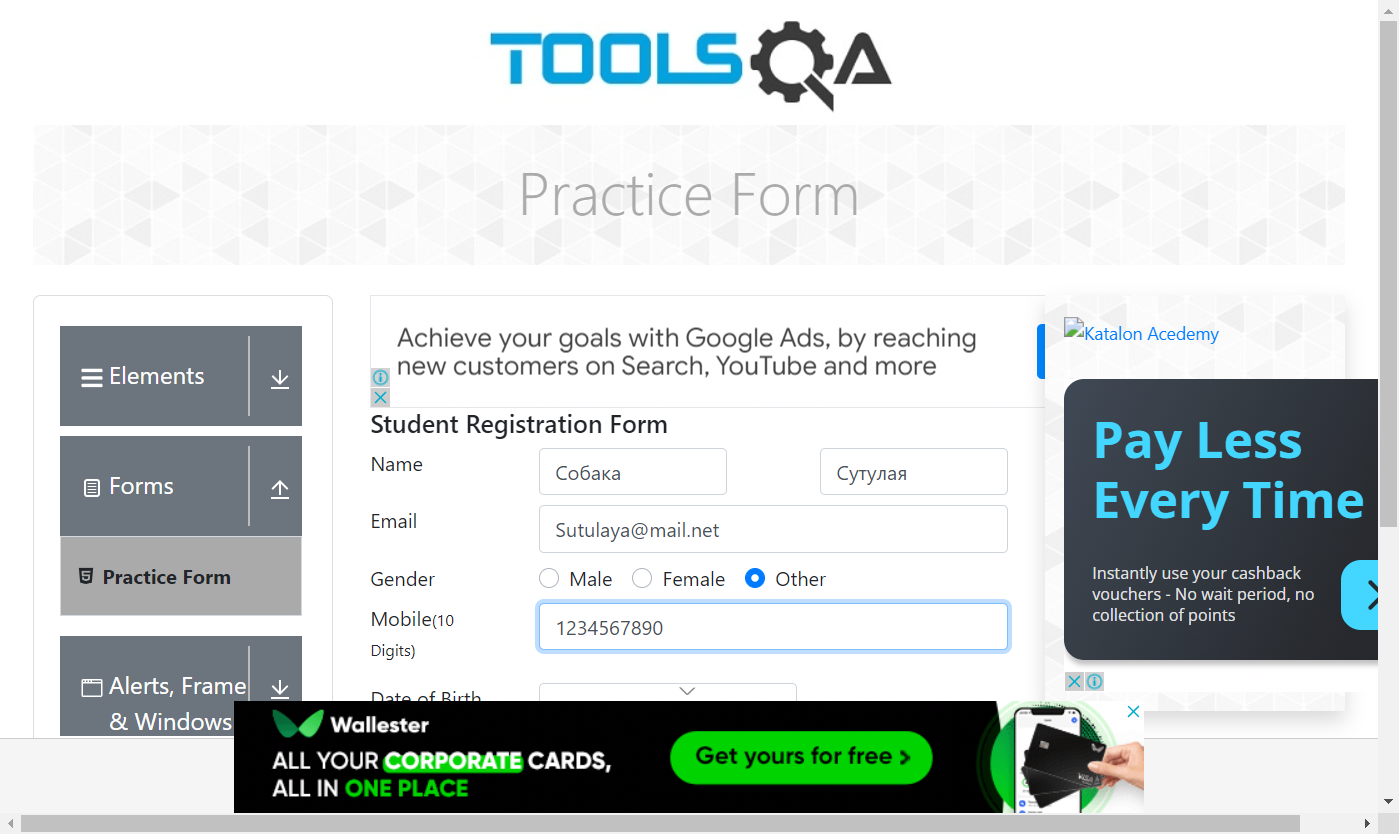 TOOLSQA
Practice Form
Elements
Forms
Practice Form
Alerts, Frame
& Windows
Achieve your goals with Google Ads, by reaching
new customers on Search, YouTube and more
Student Registration Form
Name
Собака
Сутулая
Email
Sutulaya@mail.net
Gender
Male
Female
Other
Mobile(10
Digits)
1234567890
Date of Birth
Katalon Acedemy
Pay Less
Every Time
Instantly use your cashback
vouchers - No wait period, no
collection of points
Wallester
ALL YOUR CORPORATE CARDS,
ALL IN ONE PLACE
Get yours for free >